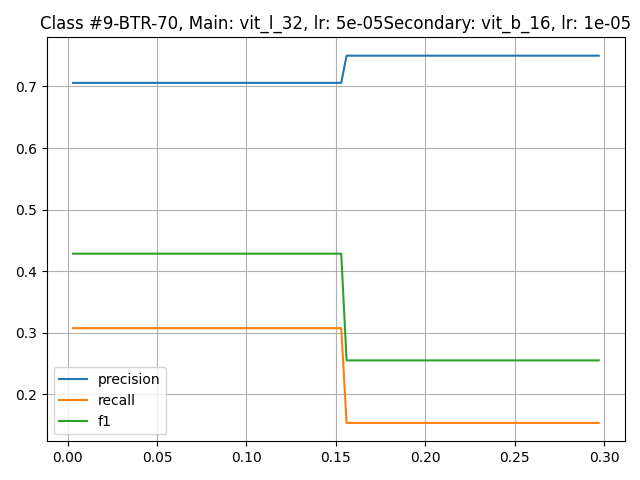 Class #9-BTR-70, Main: vit_l_32, lr: 5e-05Secondary: vit_b_16, lr: 1e-05
0.7
0.6
0.5
0.4
0.3
0.2
precision
recall
f1
0.00 0.05 0.10 0.15 0.20 0.25 0.30